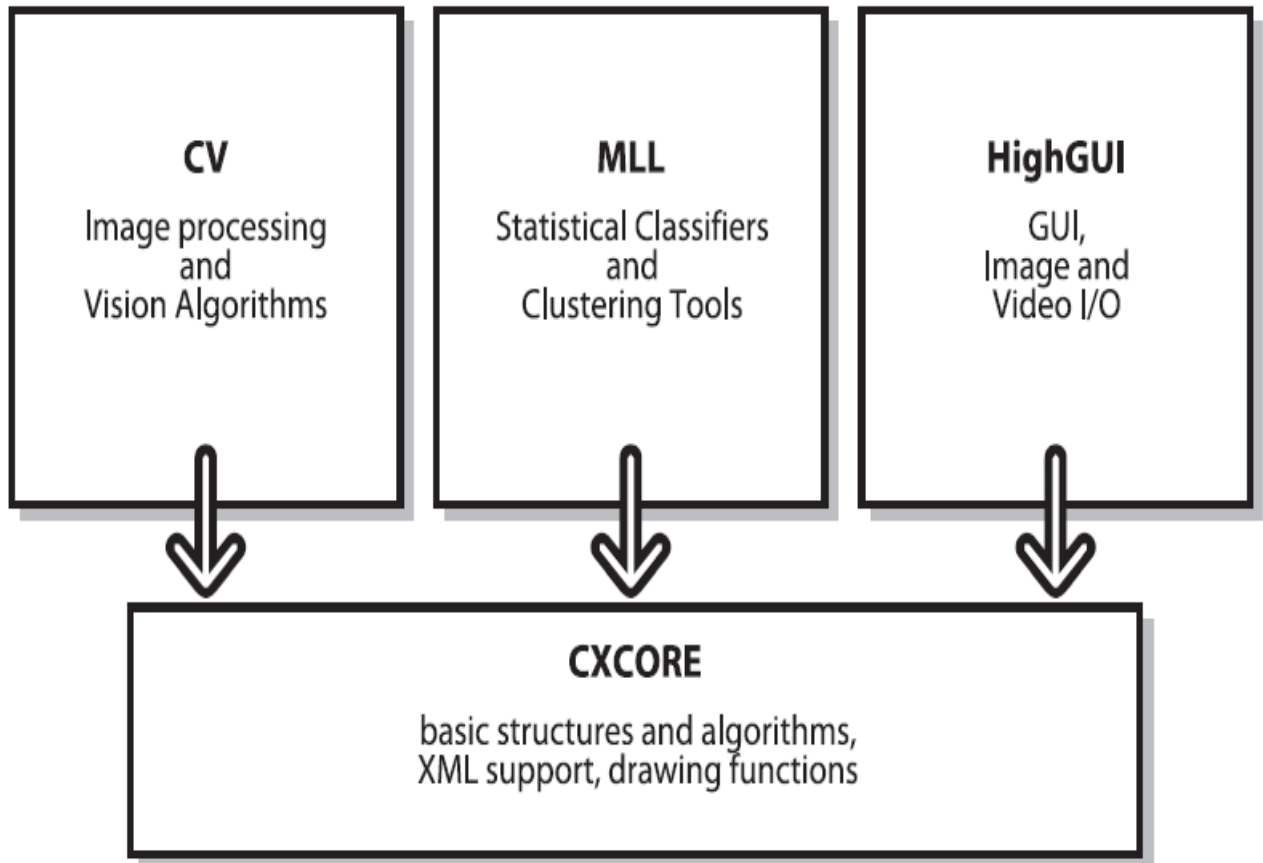 CV
Image processing
and
Vision Algorithms
MLL
Statistical Classifiers
and
Clustering Tools
HighGUI
GUI,
Image and
Video I/O
CXCORE
basic structures and algorithms,
XML support, drawing functions